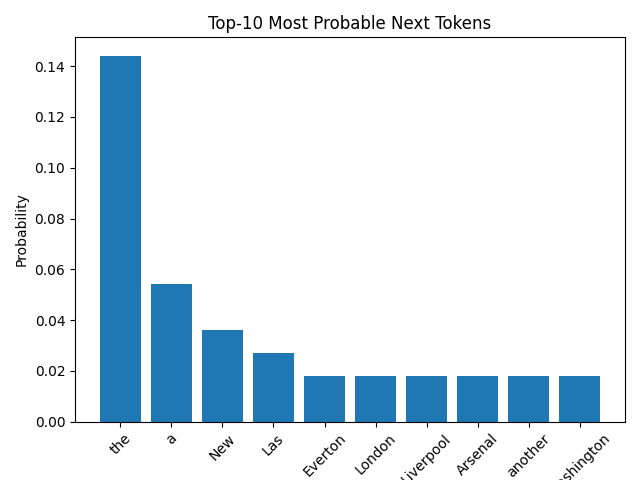 Top-10 Most Probable Next Tokens
Probability
0.14
0.12
0.10
0.08
0.06
0.04
0.02
0.00
the
a
New
Las
Everton
London
Liverpool
Arsenal
another
shington